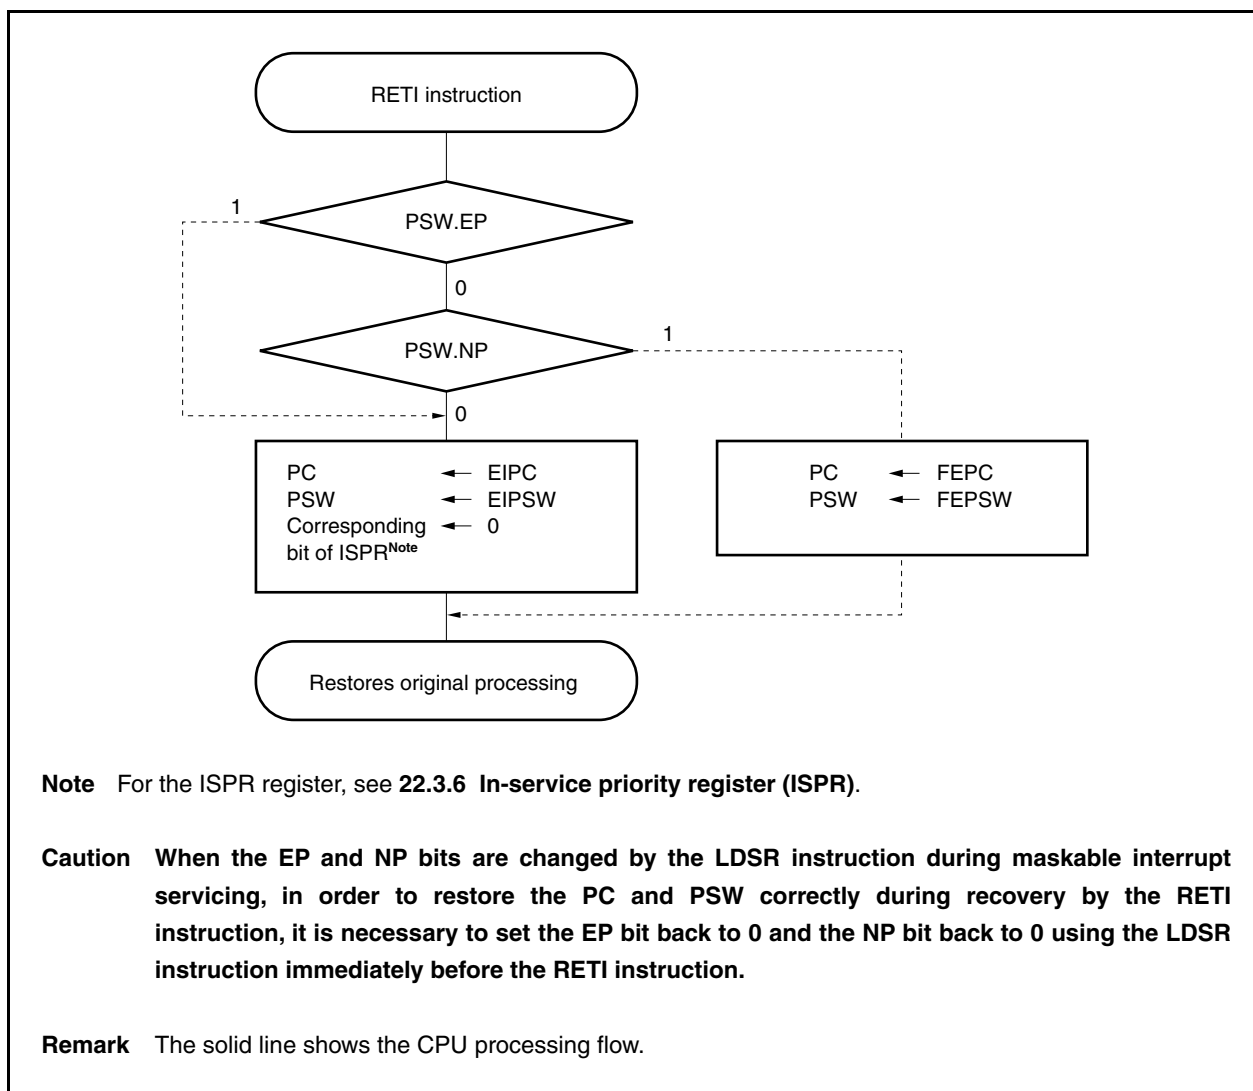 RETI instruction
1
PSW.EP
0
1
PSW.NP
0
PC ← EIPC
PSW ← EIPSW
Corresponding ← 0
bit of ISPRNote
PC ← FEPC
PSW ← FEPSW
Restores original processing
Note For the ISPR register, see 22.3.6 In-service priority register (ISPR).
Caution When the EP and NP bits are changed by the LDSR instruction during maskable interrupt
servicing, in order to restore the PC and PSW correctly during recovery by the RETI
instruction, it is necessary to set the EP bit back to 0 and the NP bit back to 0 using the LDSR
instruction immediately before the RETI instruction.
Remark The solid line shows the CPU processing flow.